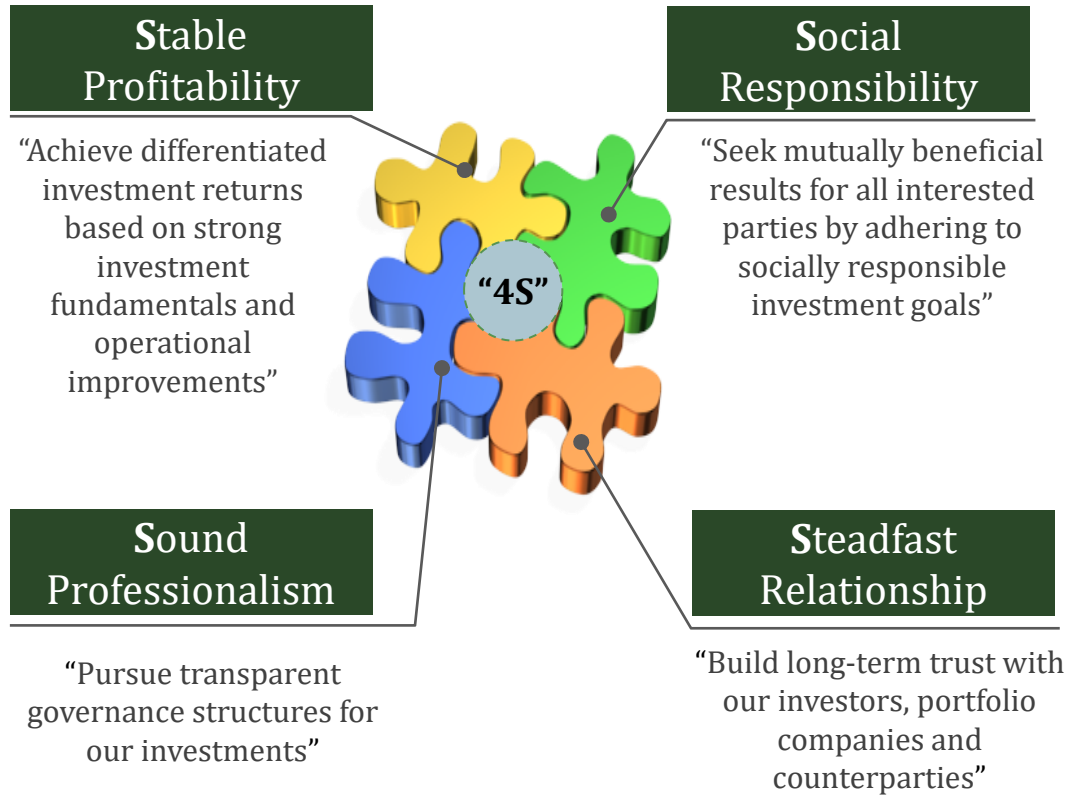 Stable
Profitability
“Achieve differentiated
investment returns
based on strong
investment
fundamentals and
operational
improvements”
Social
Responsibility
“Seek mutually beneficial
results for all interested
parties by adhering to
socially responsible
investment goals”
“4S”
Sound
Professionalism
“Pursue transparent
governance structures for
our investments”
Steadfast
Relationship
“Build long-term trust with
our investors, portfolio
companies and
counterparties”